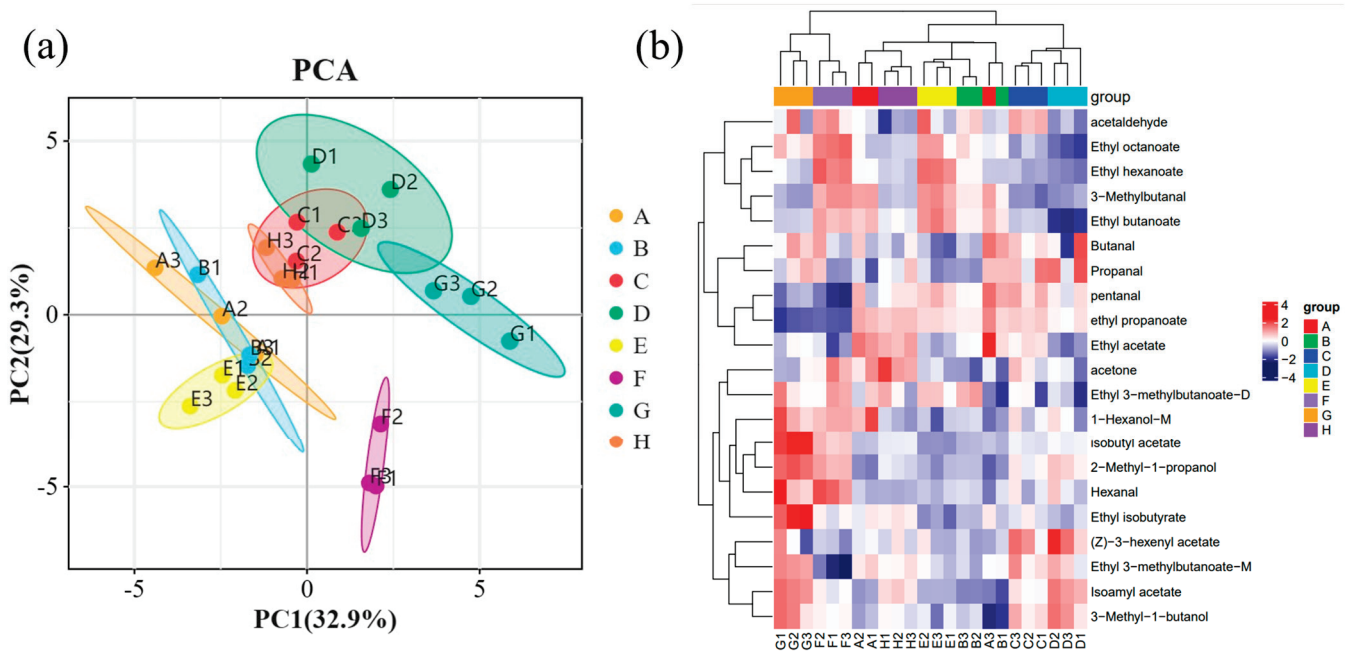 (a)
PCA
PC2(29.3%)
5
0
-5
-5
0
5
PC1(32.9%)
D1
D2
D3
C1
C2
H3
H1
G3
G2
G1
A3
B1
A2
A1
E1
E2
E3
F2
F1
A
B
C
D
E
F
G
H
(b)
group
acetaldehyde
Ethyl octanoate
Ethyl hexanoate
3-Methylbutanal
Ethyl butanoate
Butanal
Propanal
pentanal
ethyl propanoate
Ethyl acetate
acetone
Ethyl 3-methylbutanoate-D
1-Hexanol-M
isobutyl acetate
2-Methyl-1-propanol
Hexanal
Ethyl isobutyrate
(Z)-3-hexenyl acetate
Ethyl 3-methylbutanoate-M
Isoamyl acetate
3-Methyl-1-butanol
G1 G2 G3 F2 F1 F3 A2 A1 H1 H2 H3 E2 E3 E1 B3 B2 A3 B1 C3 C2 C1 D2 D3 D1
4
2
0
-2
-4
group
A
B
C
D
E
F
G
H